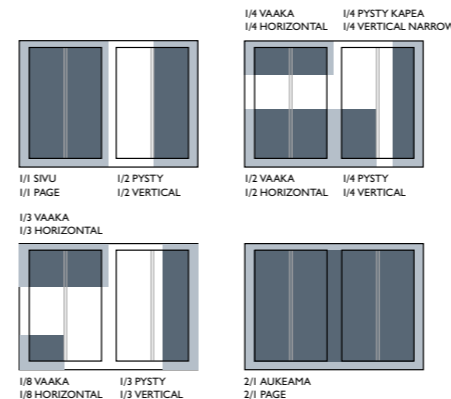 1/4 VAAKA
1/4 HORIZONTAL
1/4 PYSTY KAPEA
1/4 VERTICAL NARROW
1/1 SIVU
1/1 PAGE
1/2 PYSTY
1/2 VERTICAL
1/2 VAAKA
1/2 HORIZONTAL
1/4 PYSTY
1/4 VERTICAL
1/3 VAAKA
1/3 HORIZONTAL
1/8 VAAKA
1/8 HORIZONTAL
1/3 PYSTY
1/3 VERTICAL
2/1 AUKEAMA
2/1 PAGE